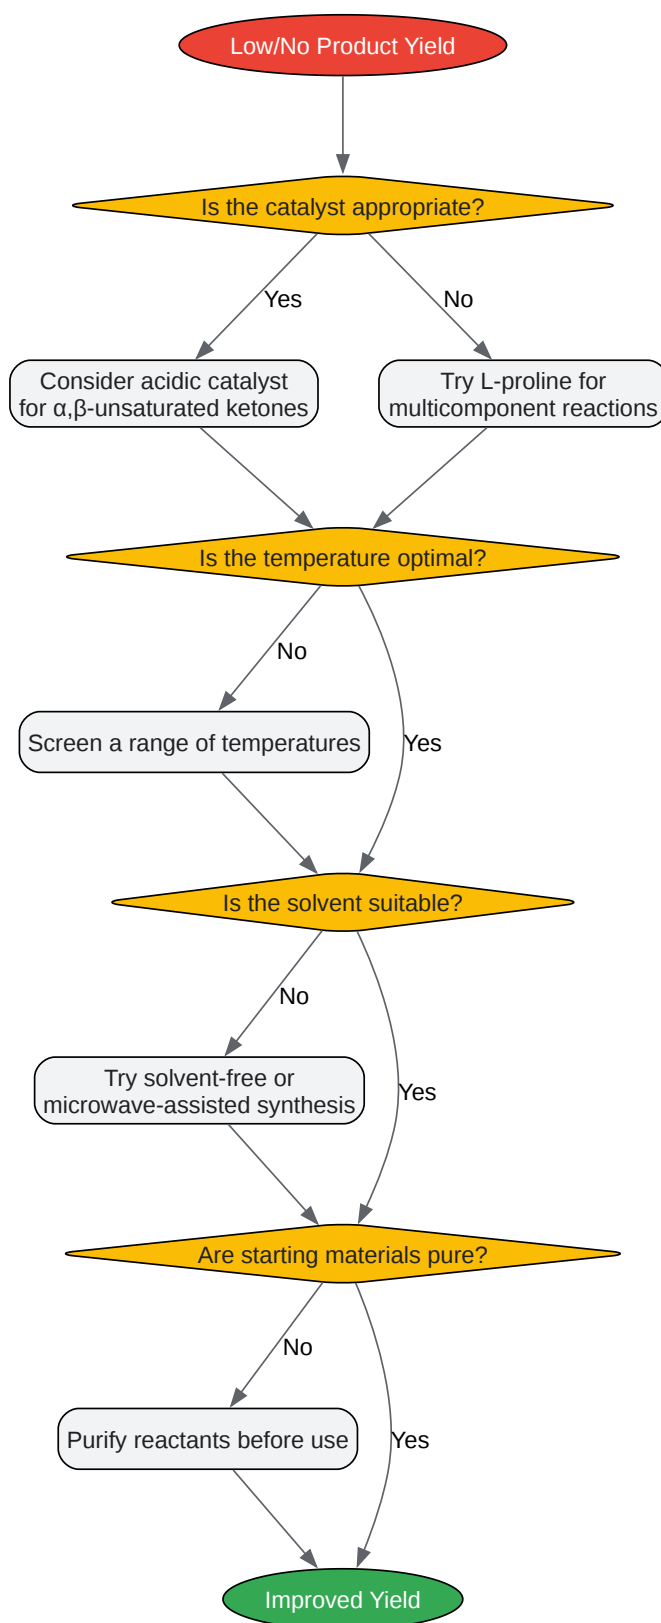 Low/No Product Yield
Is the catalyst appropriate?
Yes
No
Consider acidic catalyst
for α,β-unsaturated ketones
Try L-proline for
multicomponent reactions
Is the temperature optimal?
No
Screen a range of temperatures
Yes
Is the solvent suitable?
No
Try solvent-free or
microwave-assisted synthesis
Yes
Are starting materials pure?
No
Purify reactants before use
Yes
Improved Yield